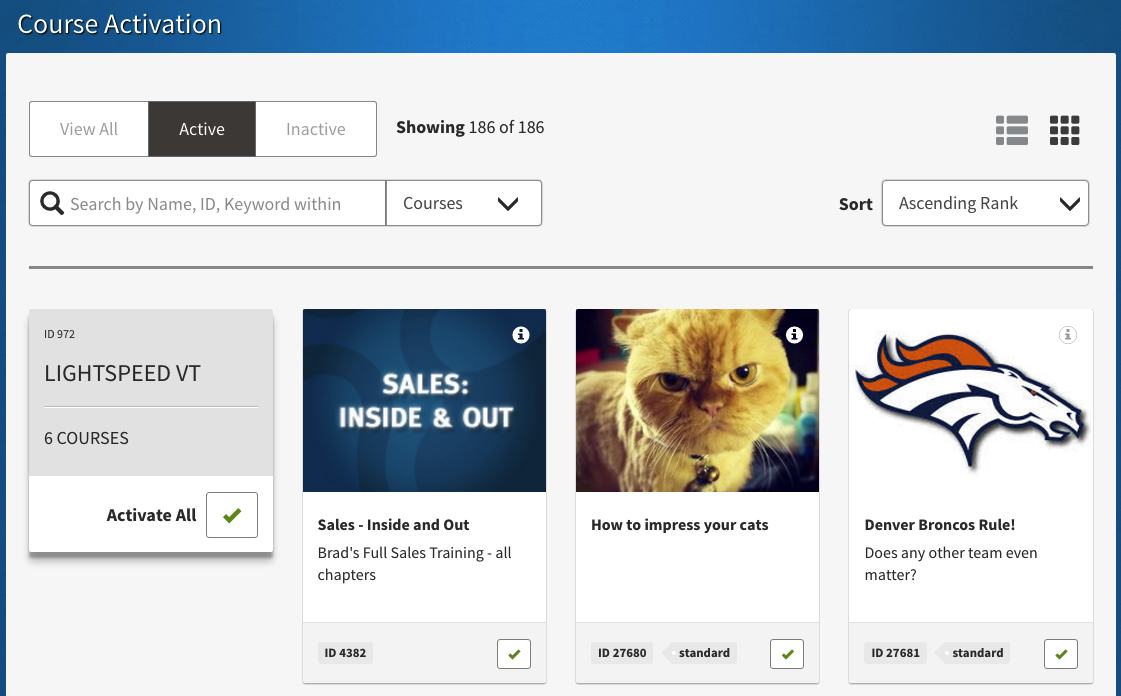 Course Activation
View All
Active
Inactive
Showing 186 of 186
Search by Name, ID, Keyword within
Courses
Sort
Ascending Rank
ID 972
LIGHTSPEED VT
6 COURSES
Activate All
SALES:
INSIDE & OUT
Sales - Inside and Out
Brad's Full Sales Training - all
chapters
ID 4382
How to impress your cats
ID 27680
standard
Denver Broncos Rule!
Does any other team even
matter?
ID 27681
standard